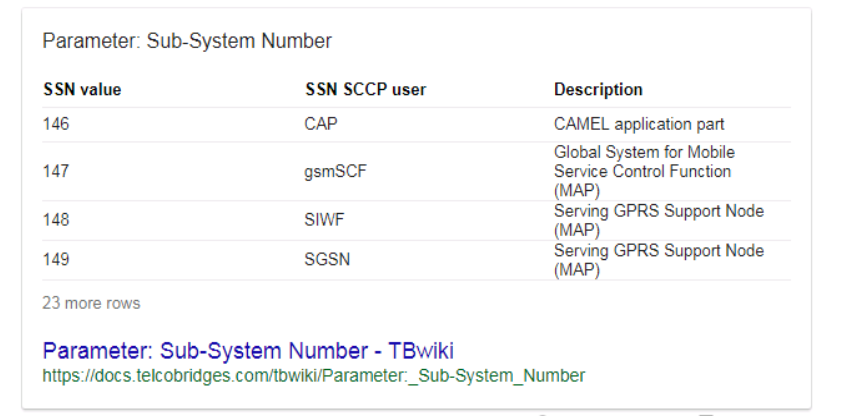 Parameter: Sub-System Number
SSN value SSN SCCP user Description
146 CAP CAMEL application part
147 gsmSCF Global System for Mobile
Service Control Function
(MAP)
148 SIWF Serving GPRS Support Node
(MAP)
149 SGSN Serving GPRS Support Node
(MAP)
23 more rows
Parameter: Sub-System Number - TBwiki
https://docs.telcobridges.com/tbwiki/Parameter:_Sub-System_Number